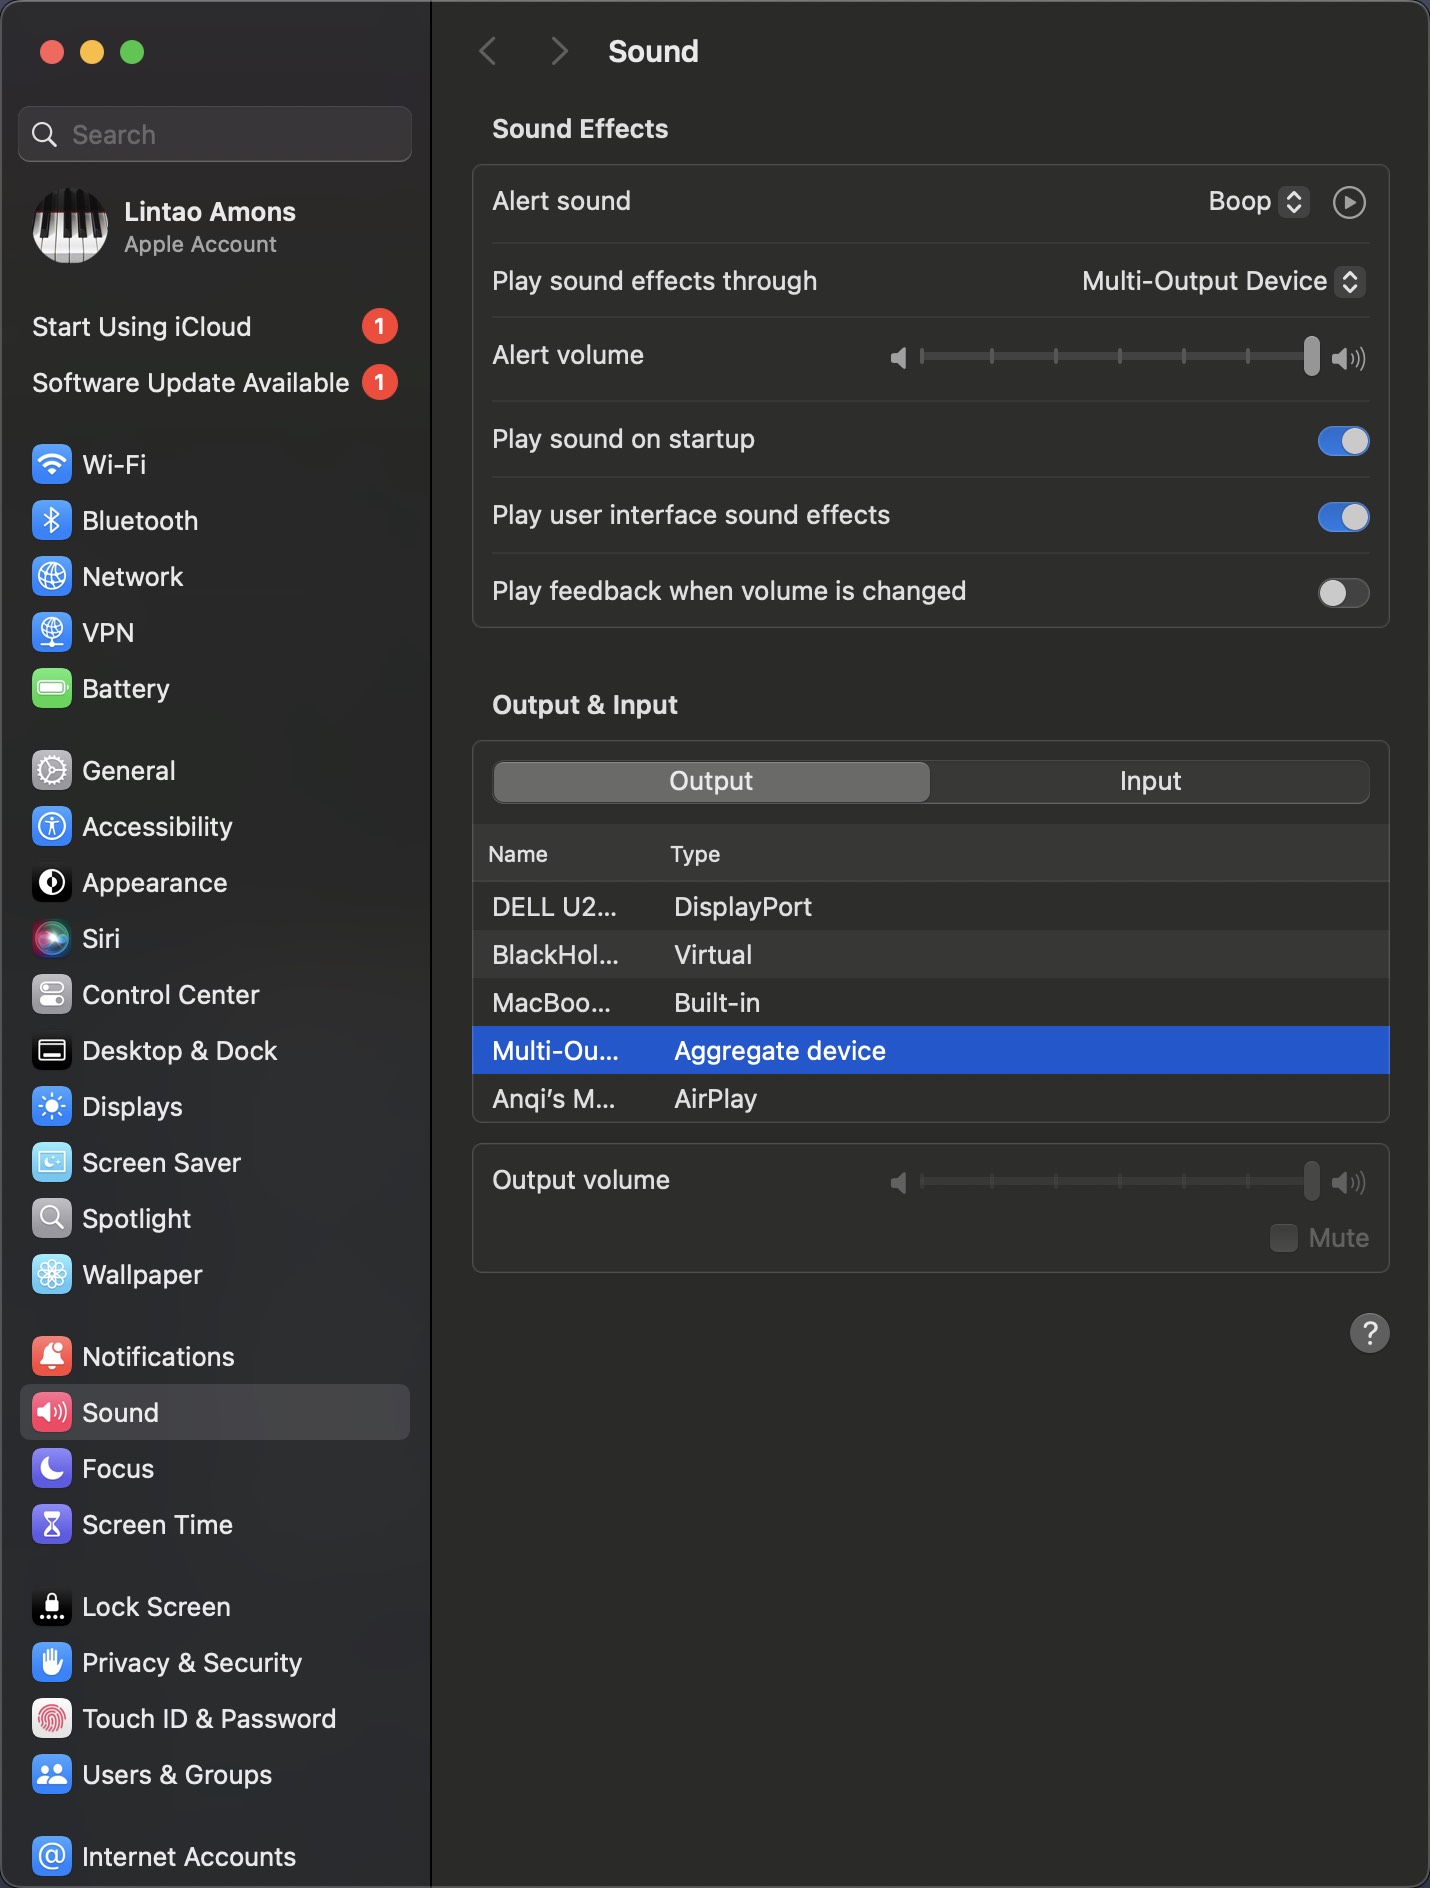 Search
Lintao Amons
Apple Account
Start Using iCloud 1
Software Update Available 1
Wi-Fi
Bluetooth
Network
VPN
Battery
General
Accessibility
Appearance
Siri
Control Center
Desktop & Dock
Displays
Screen Saver
Spotlight
Wallpaper
Notifications
Sound
Focus
Screen Time
Lock Screen
Privacy & Security
Touch ID & Password
Users & Groups
Internet Accounts
Sound
Sound Effects
Alert sound Boop
Play sound effects through Multi-Output Device
Alert volume
Play sound on startup
Play user interface sound effects
Play feedback when volume is changed
Output & Input
Output Input
Name Type
DELL U2... DisplayPort
BlackHol... Virtual
MacBoo... Built-in
Multi-Ou... Aggregate device
Anqi’s M... AirPlay
Output volume
Mute
?